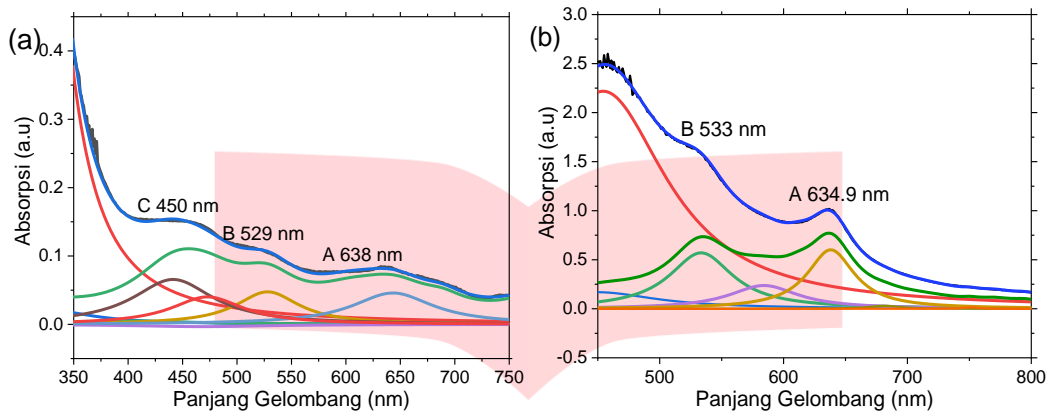 (a)
0.4
0.3
0.2
0.1
0.0
Absorpsi (a.u)
C 450 nm
B 529 nm
A 638 nm
350 400 450 500 550 600 650 700 750
Panjang Gelombang (nm)
(b)
3.0
2.5
2.0
1.5
1.0
0.5
0.0
-0.5
Absorpsi (a.u)
B 533 nm
A 634.9 nm
500 600 700 800
Panjang Gelombang (nm)